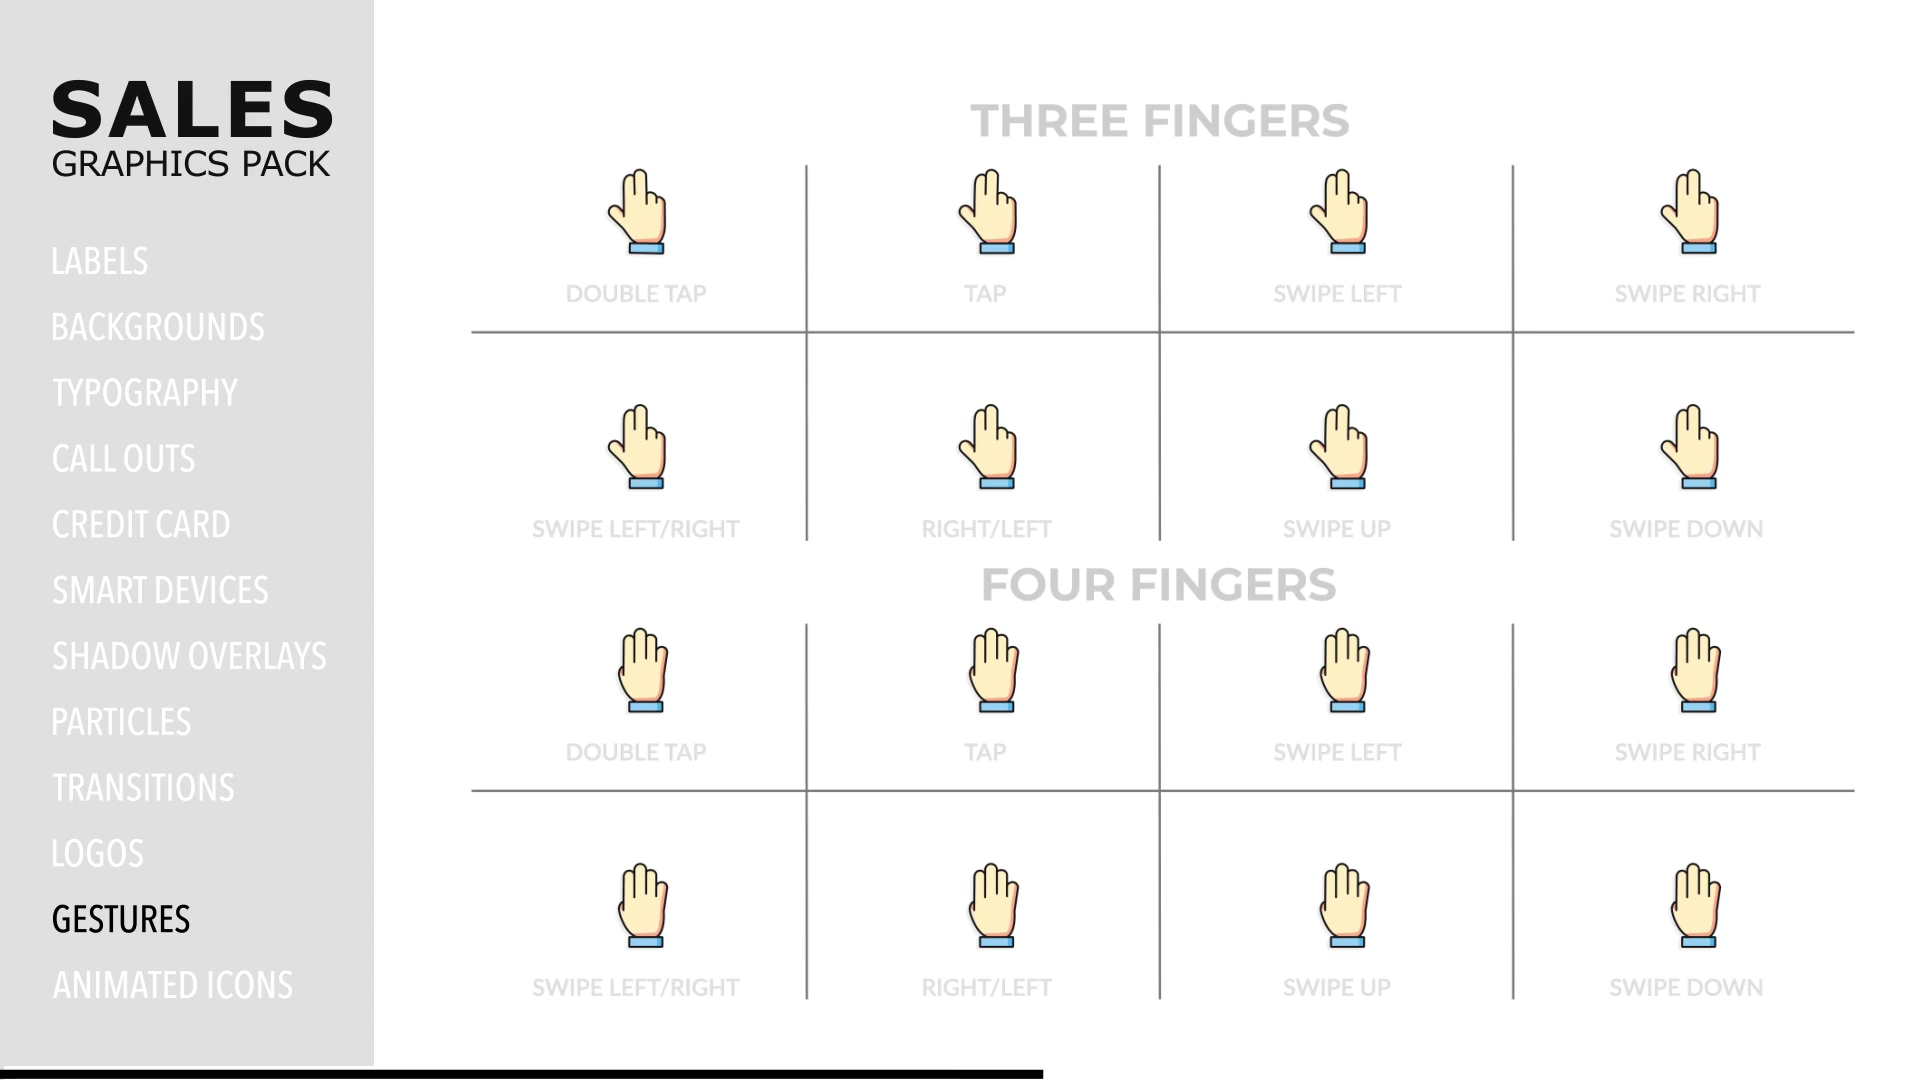 SALES
GRAPHICS PACK
LABELS
BACKGROUNDS
TYPOGRAPHY
CALL OUTS
CREDIT CARD
SMART DEVICES
SHADOW OVERLAYS
PARTICLES
TRANSITIONS
LOGOS
GESTURES
ANIMATED ICONS
THREE FINGERS
DOUBLE TAP
TAP
SWIPE LEFT
SWIPE RIGHT
SWIPE LEFT/RIGHT
RIGHT/LEFT
SWIPE UP
SWIPE DOWN
FOUR FINGERS
DOUBLE TAP
TAP
SWIPE LEFT
SWIPE RIGHT
SWIPE LEFT/RIGHT
RIGHT/LEFT
SWIPE UP
SWIPE DOWN